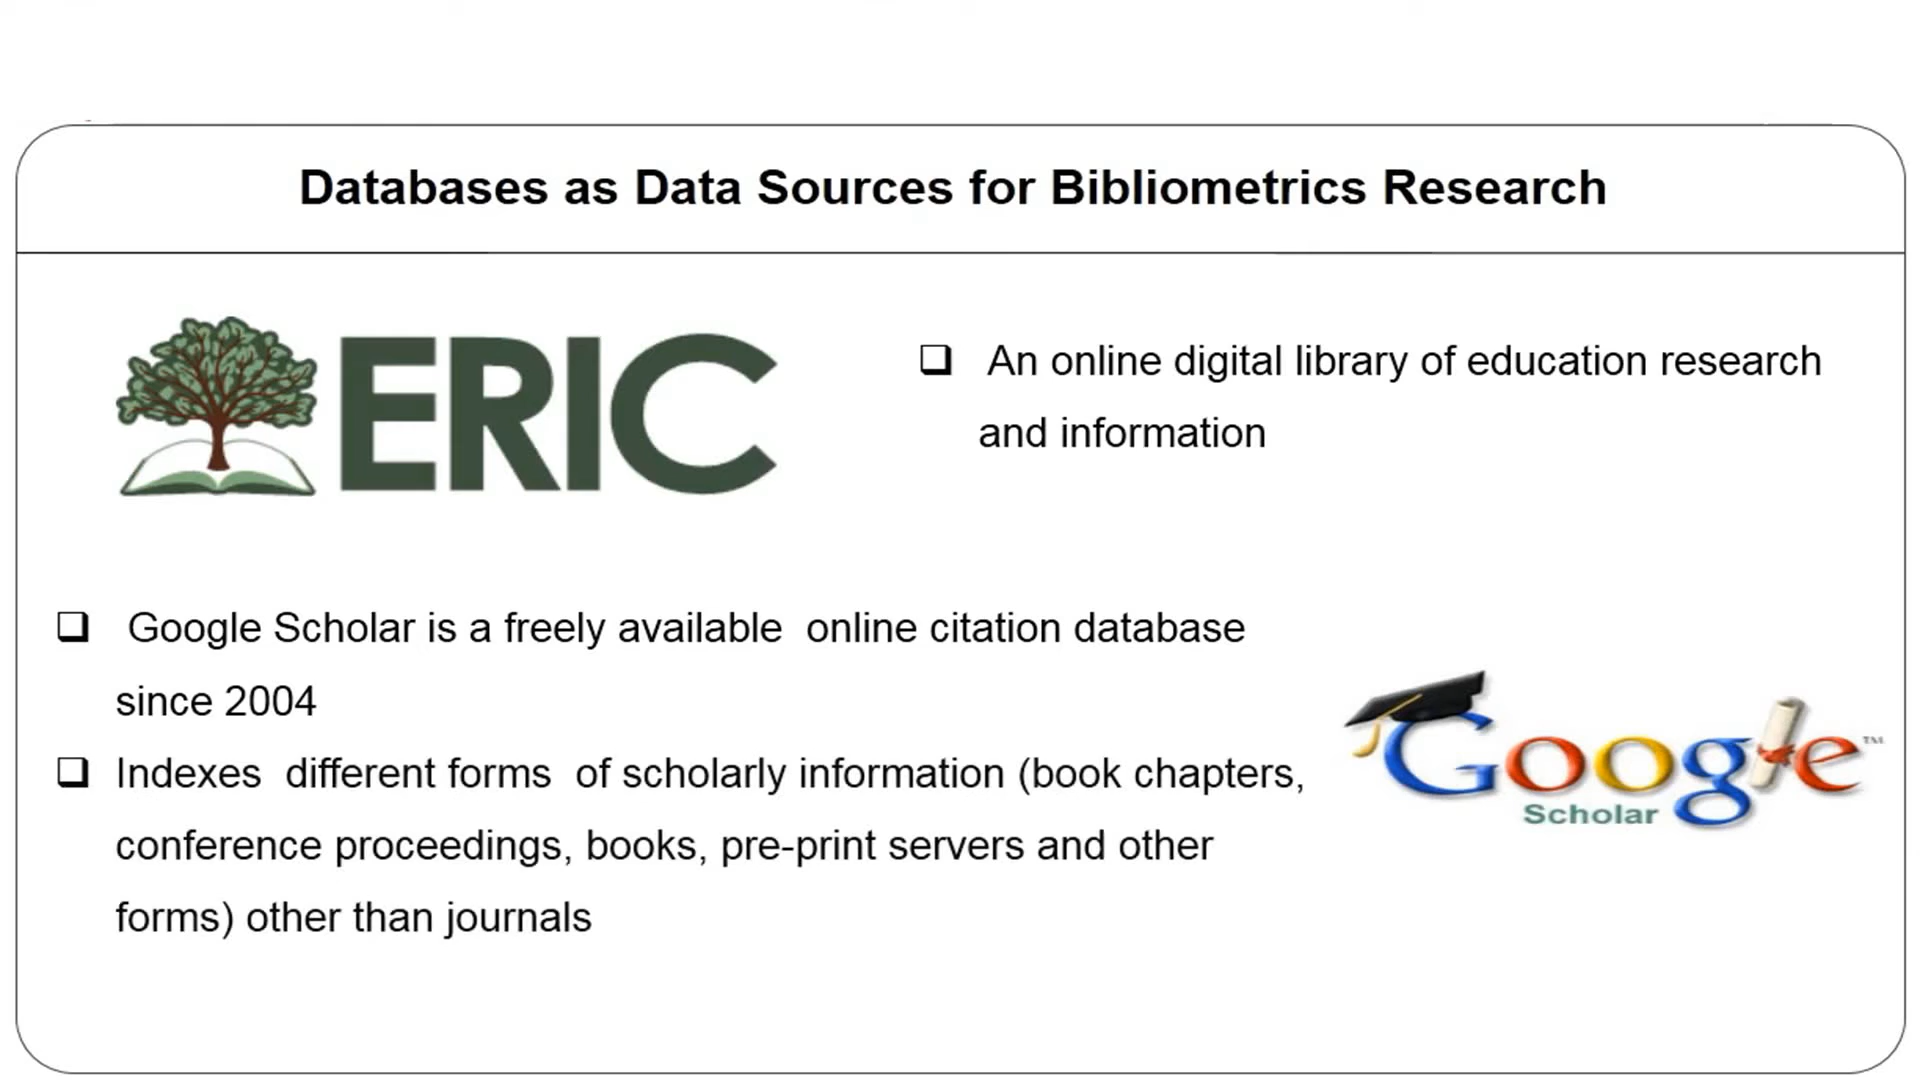 Databases as Data Sources for Bibliometrics Research
ERIC
An online digital library of education research
and information
Google Scholar is a freely available online citation database
since 2004
Indexes different forms of scholarly information (book chapters,
conference proceedings, books, pre-print servers and other
forms) other than journals
Google™
Scholar